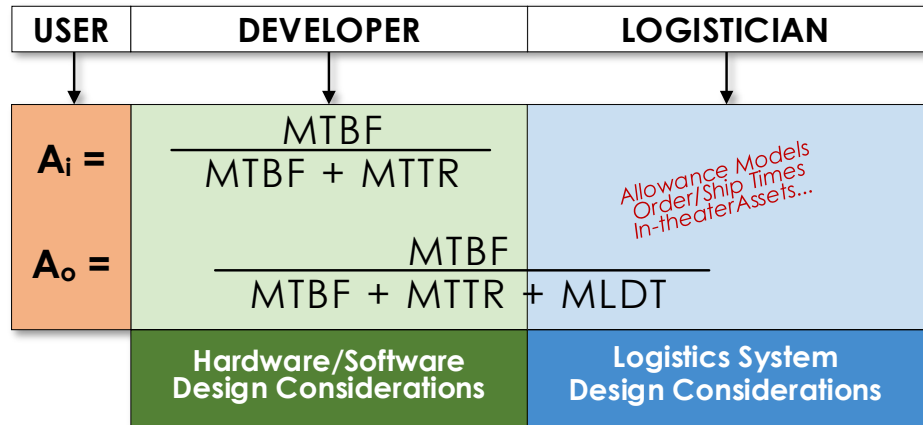 USER DEVELOPER LOGISTICIAN
Ai =
MTBF
MTBF + MTTR
Allowance Models
Order/Ship Times
In-theaterAssets...
Ao =
MTBF
MTBF + MTTR + MLDT
Hardware/Software
Design Considerations
Logistics System
Design Considerations